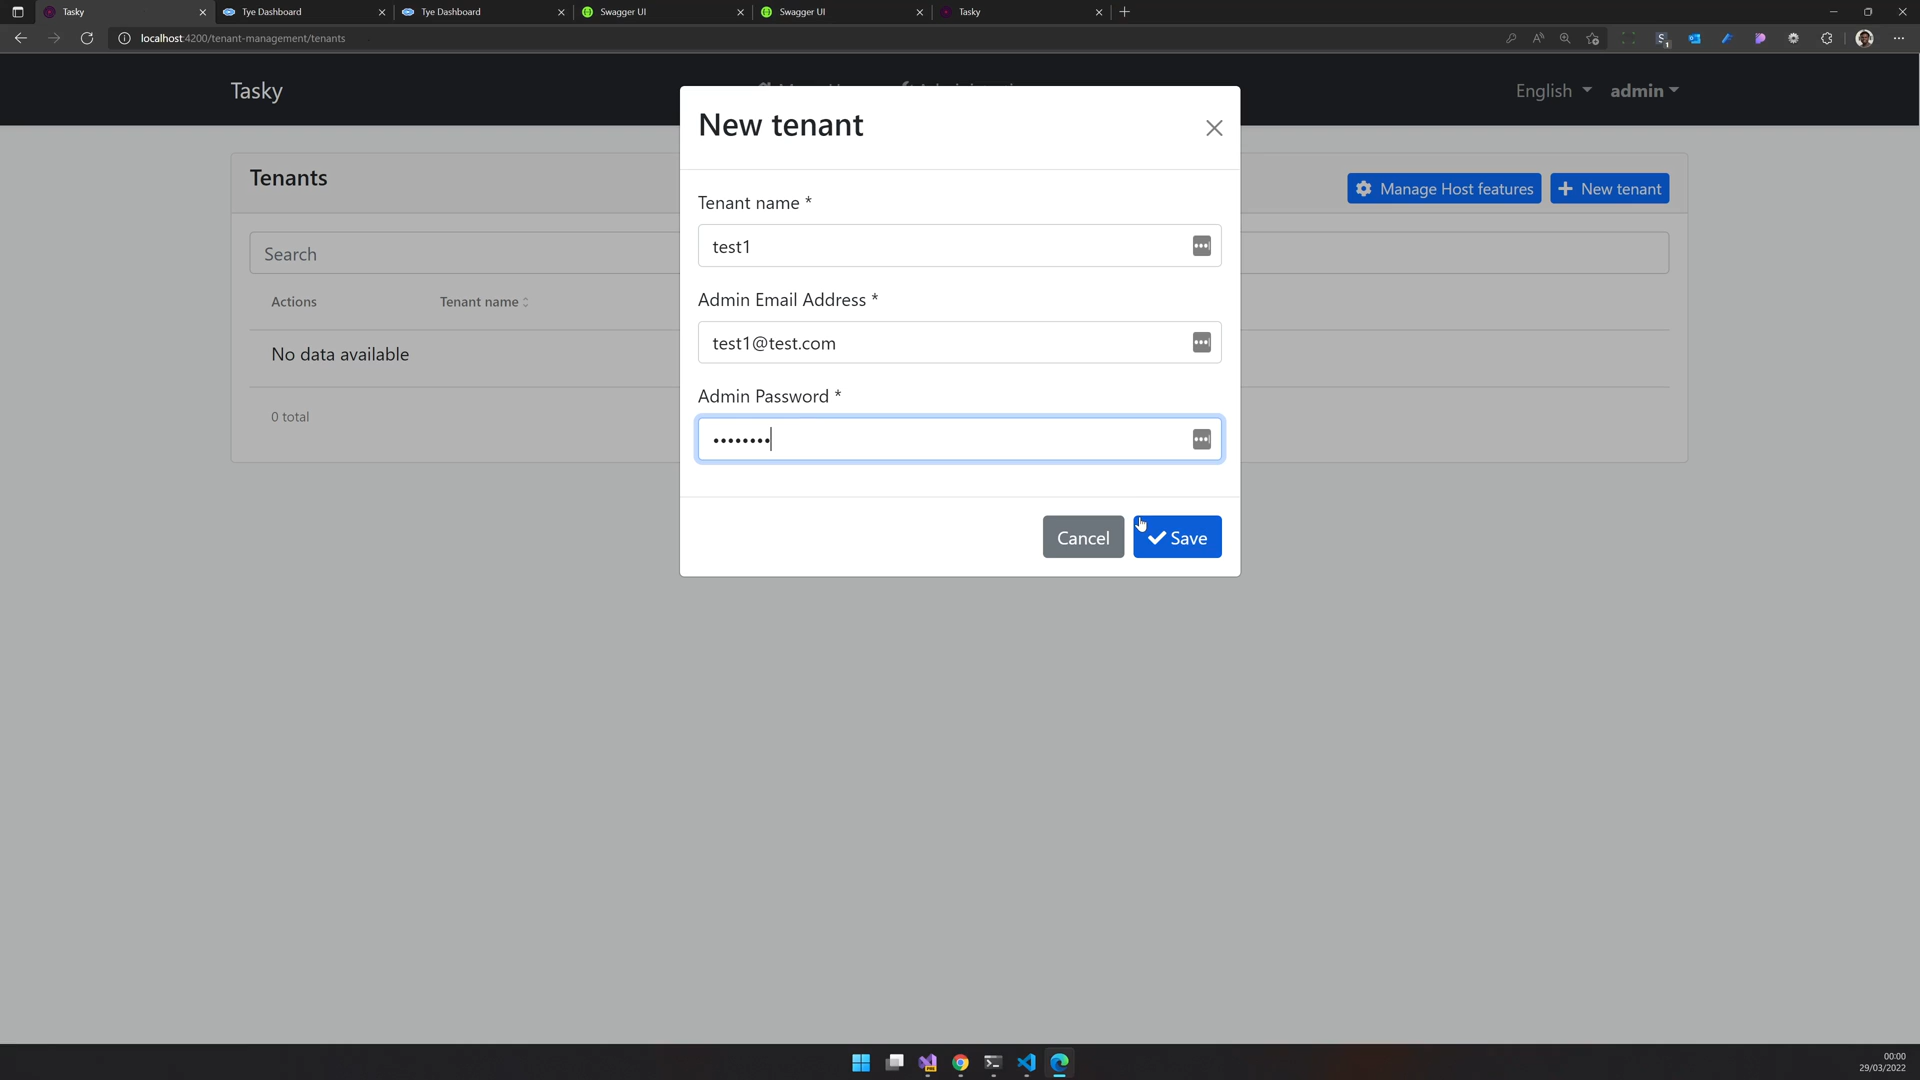 Tasky
Tye Dashboard
Tye Dashboard
Swagger UI
Swagger UI
Tasky
localhost:4200/tenant-management/tenants
Tasky
English
admin
New tenant
Tenants
Manage Host features
New tenant
Tenant name *
test1
Search
Actions
Tenant name
Admin Email Address *
test1@test.com
No data available
Admin Password *
••••••••
0 total
Cancel
Save
00:00
29/03/2022